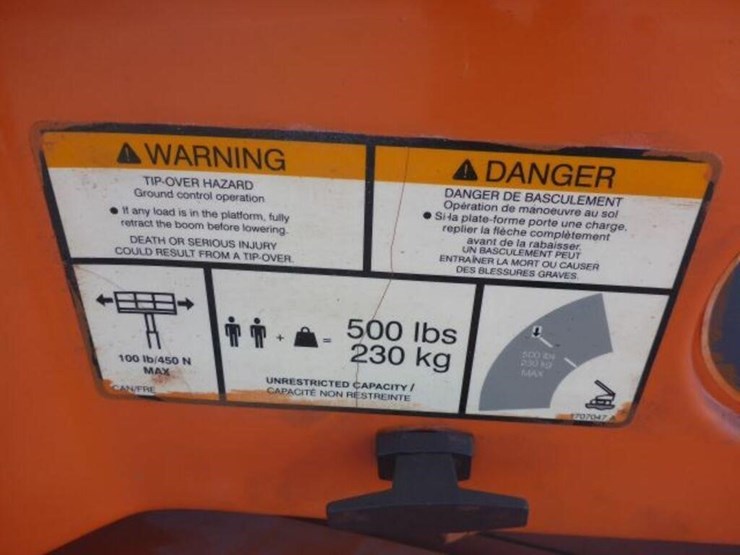 WARNING
TIP-OVER HAZARD
Ground control operation
• If any load is in the platform, fully
retract the boom before lowering.
DEATH OR SERIOUS INJURY
COULD RESULT FROM A TIP-OVER.
DANGER
DANGER DE BASCULEMENT
Opération de manoeuvre au sol
• Si la plate-forme porte une charge,
replier la flèche complètement
avant de la rabaisser.
UN BASCULEMENT PEUT
ENTRAÎNER LA MORT OU CAUSER
DES BLESSURES GRAVES.
100 lb/450 N
MAX
CAN/FRE
+ = 500 lbs
230 kg
UNRESTRICTED CAPACITY /
CAPACITÉ NON RESTREINTE
500 lbs
230 kg
MAX
1707047 A